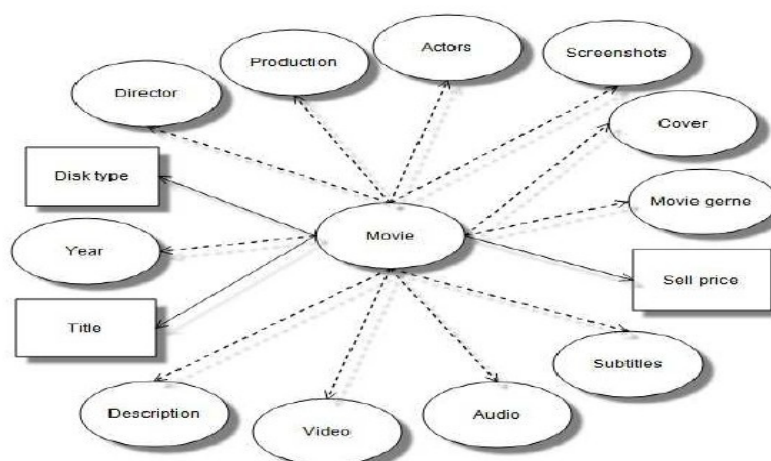 Actors
Screenshots
Production
Director
Cover
Disk type
Movie gerne
Movie
Year
Sell price
Title
Subtitles
Description
Audio
Video